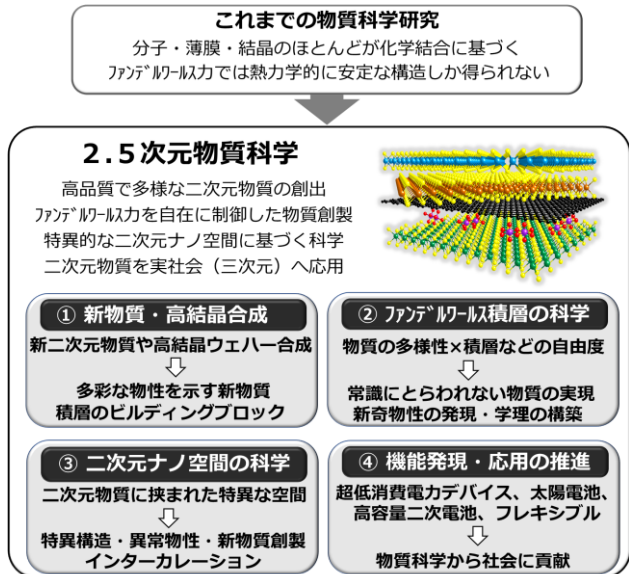 これまでの物質科学研究
分子・薄膜・結晶のほとんどが化学結合に基づく
ﾌｧﾝﾃﾞﾙﾜｰﾙｽ力では熱力学的に安定な構造しか得られない
２.５次元物質科学
高品質で多様な二次元物質の創出
ﾌｧﾝﾃﾞﾙﾜｰﾙｽ力を自在に制御した物質創製
特異的な二次元ナノ空間に基づく科学
二次元物質を実社会（三次元）へ応用
① 新物質・高結晶合成
新二次元物質や高結晶ウェハー合成
多彩な物性を示す新物質
積層のビルディングブロック
② ﾌｧﾝﾃﾞﾙﾜｰﾙｽ積層の科学
物質の多様性×積層などの自由度
常識にとらわれない物質の実現
新奇物性の発現・学理の構築
③ 二次元ナノ空間の科学
二次元物質に挟まれた特異な空間
特異構造・異常物性・新物質創製
インターカレーション
④ 機能発現・応用の推進
超低消費電力デバイス、太陽電池、
高容量二次電池、フレキシブル
物質科学から社会に貢献